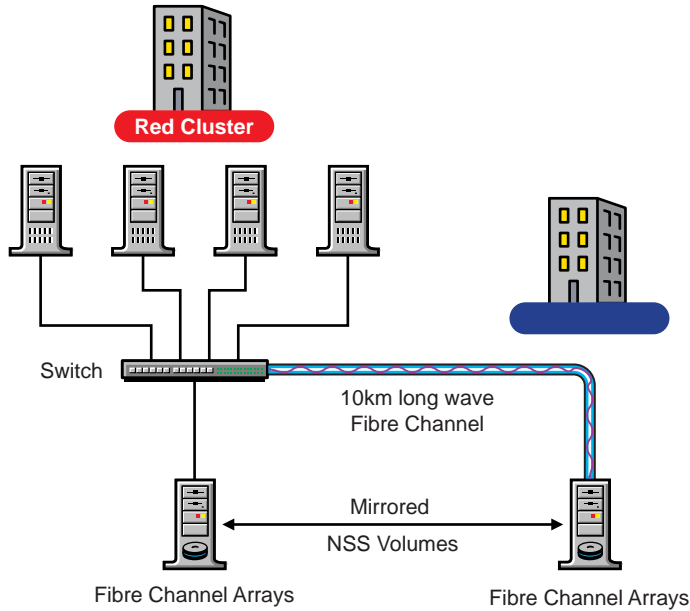 Red Cluster
Switch
10km long wave
Fibre Channel
Mirrored
NSS Volumes
Fibre Channel Arrays
Fibre Channel Arrays